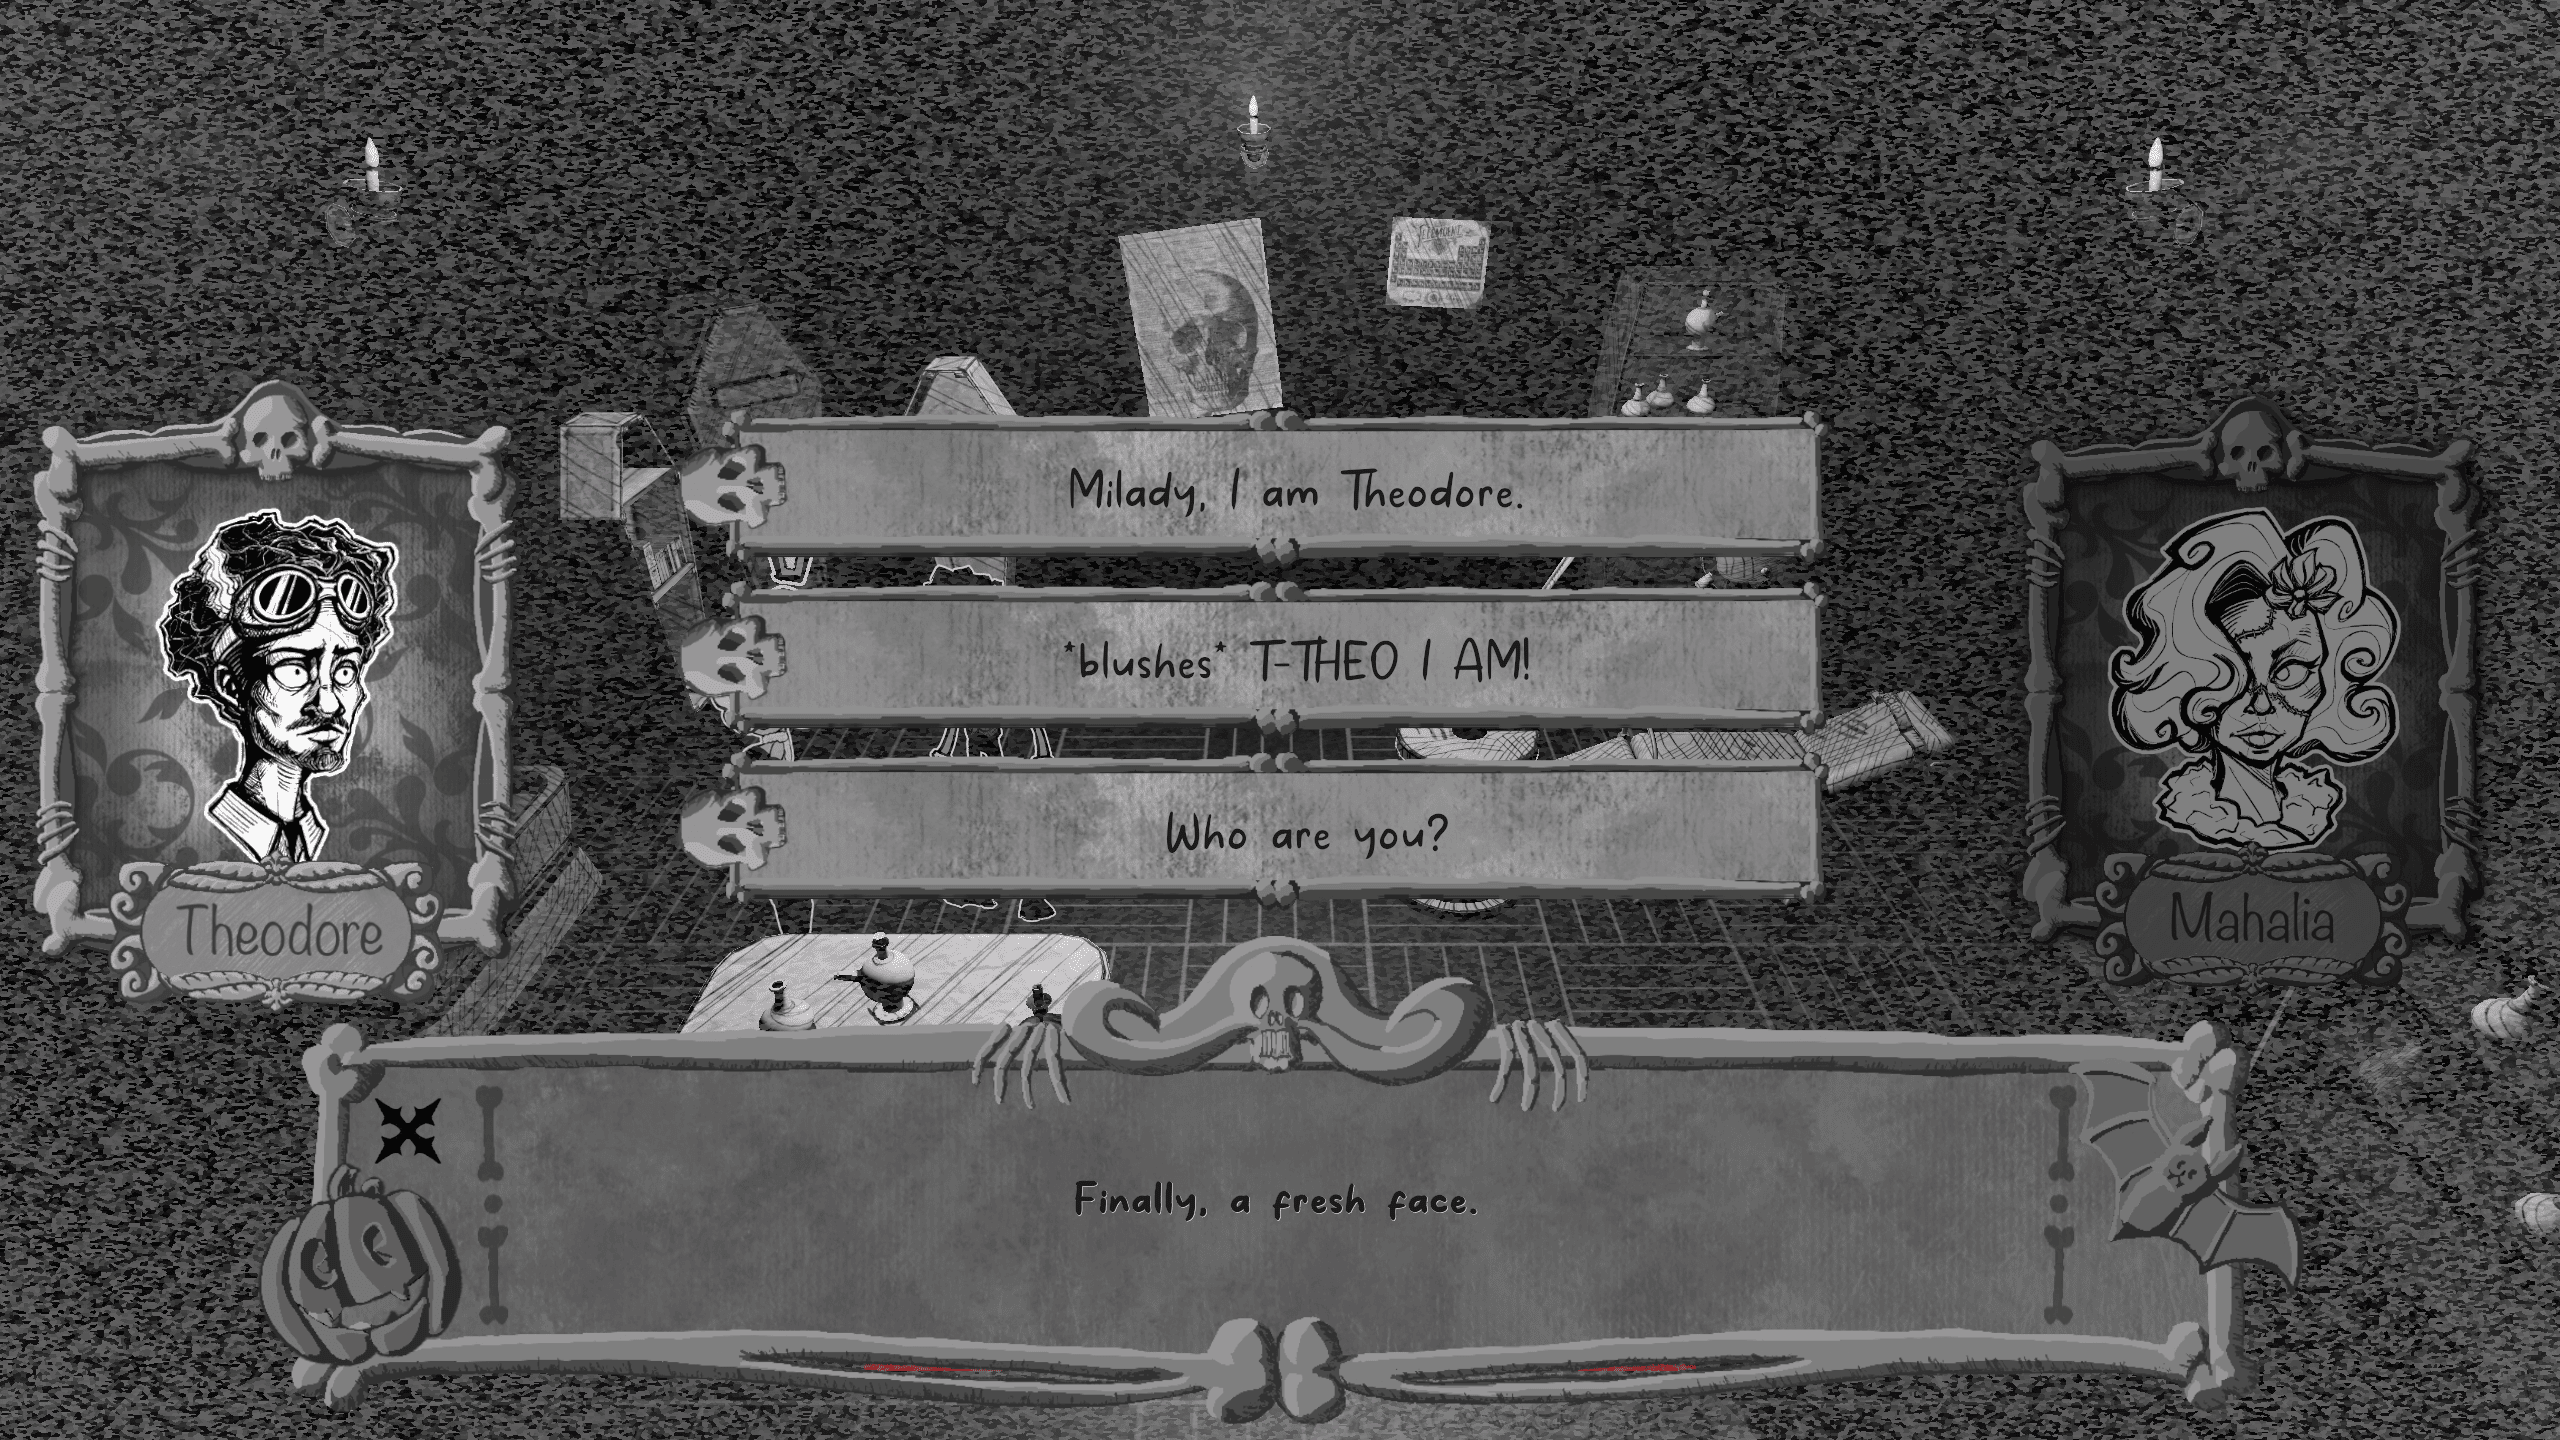 Milady, I am Theodore.
*blushes* T-THEO I AM!
Who are you?
Theodore
Mahalia
Finally, a fresh face.